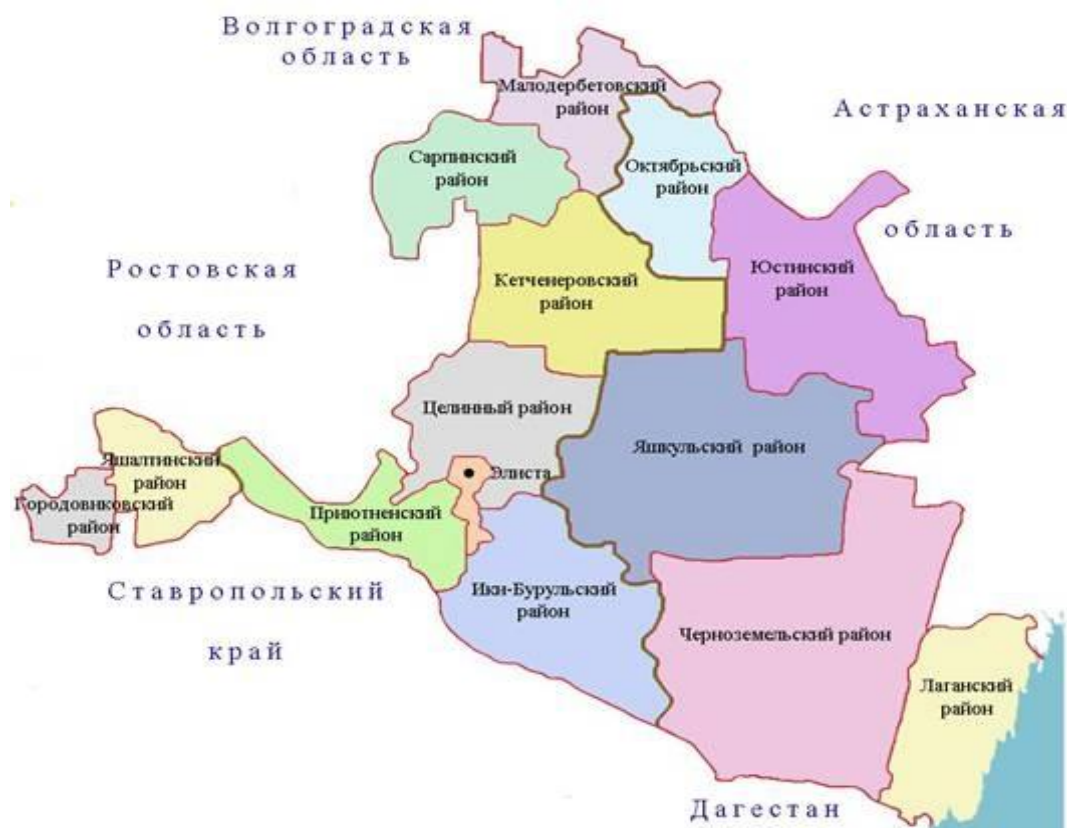 Волгоградская
область
Малодербетовский
район
Астраханская
область
Сарпинский
район
Октябрьский
район
Ростовская
область
Кетченеровский
район
Юстинский
район
Целинный район
Яшкульский район
Элиста
Яшалтинский
район
Городовиковский
район
Приютненский
район
Ставропольский
край
Ики-Бурульский
район
Черноземельский район
Лаганский
район
Дагестан